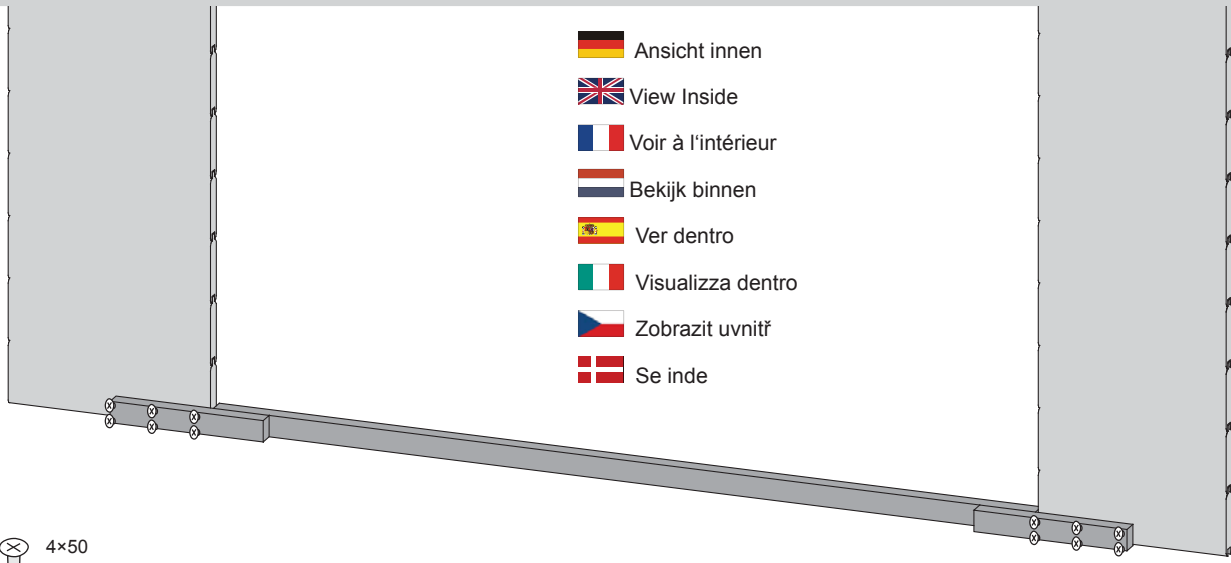 Ansicht innen
View Inside
Voir à l‘intérieur
Bekijk binnen
Ver dentro
Visualizza dentro
Zobrazit uvnitř
Se inde
4×50